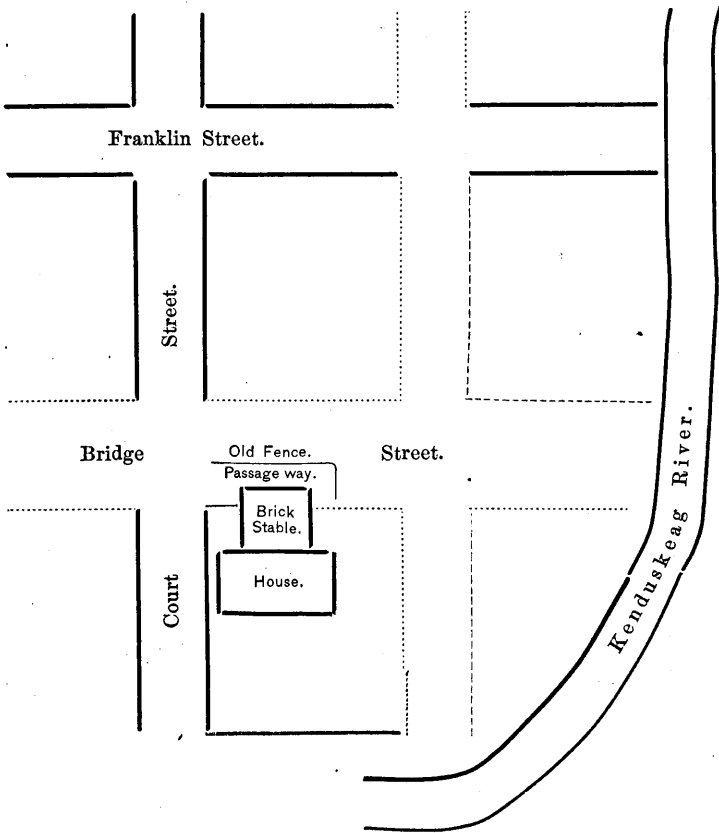 Franklin Street.
Street.
Bridge
Old Fence.
Street.
Passage way.
Brick
Stable.
House.
Court
Kenduskeag River.